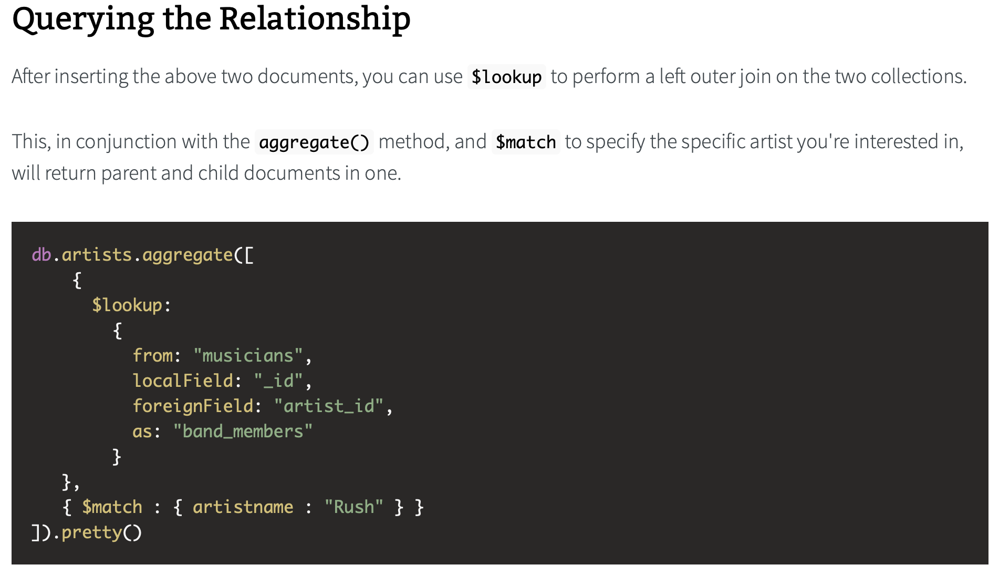 Querying the Relationship
After inserting the above two documents, you can use $lookup to perform a left outer join on the two collections.
This, in conjunction with the aggregate() method, and $match to specify the specific artist you're interested in,
will return parent and child documents in one.
db.artists.aggregate([
    {
      $lookup:
        {
          from: "musicians",
          localField: "_id",
          foreignField: "artist_id",
          as: "band_members"
        }
   },
   { $match : { artistname : "Rush" } }
]).pretty()